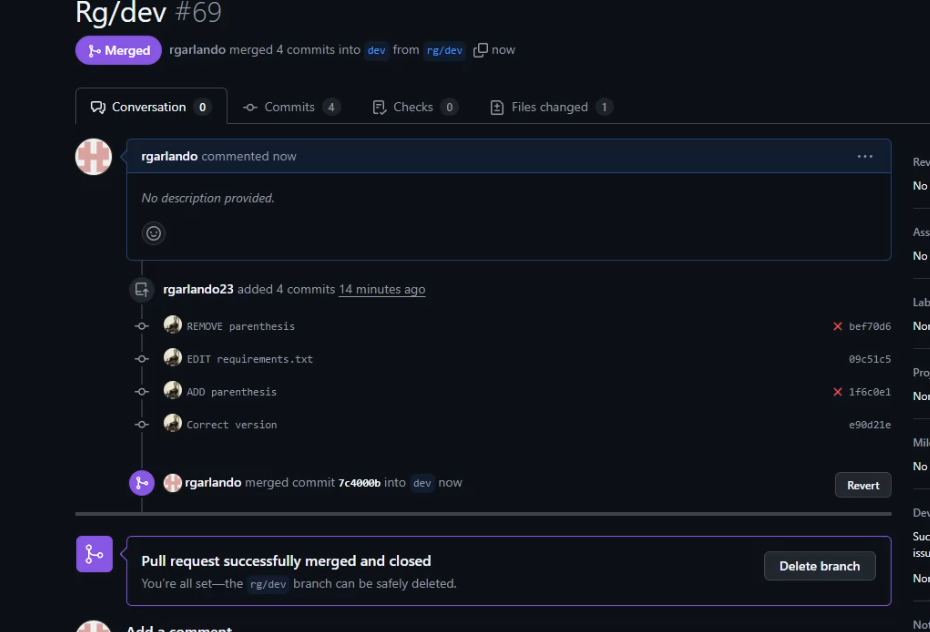 Rg/dev #69
Merged rgarlando merged 4 commits into dev from rg/dev now
Conversation 0 Commits 4 Checks 0 Files changed 1
rgarlando commented now
No description provided.
rgarlando23 added 4 commits 14 minutes ago
REMOVE parenthesis bef70d6
EDIT requirements.txt 09c51c5
ADD parenthesis 1f6c0e1
Correct version e90d21e
rgarlando merged commit 7c4000b into dev now
Revert
Pull request successfully merged and closed
You're all set—the rg/dev branch can be safely deleted.
Delete branch
Add a comment
Rev
No
Ass
No
Lab
Nor
Proj
Nor
Mil
No
Dev
Suc
issu
Nor
Not